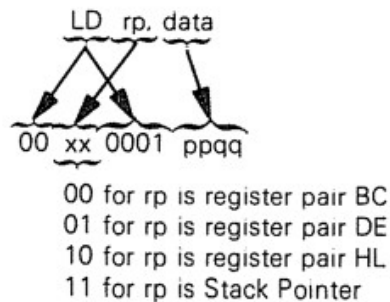 LD rp, data
00 xx 0001 ppqq
00 for rp is register pair BC
01 for rp is register pair DE
10 for rp is register pair HL
11 for rp is Stack Pointer